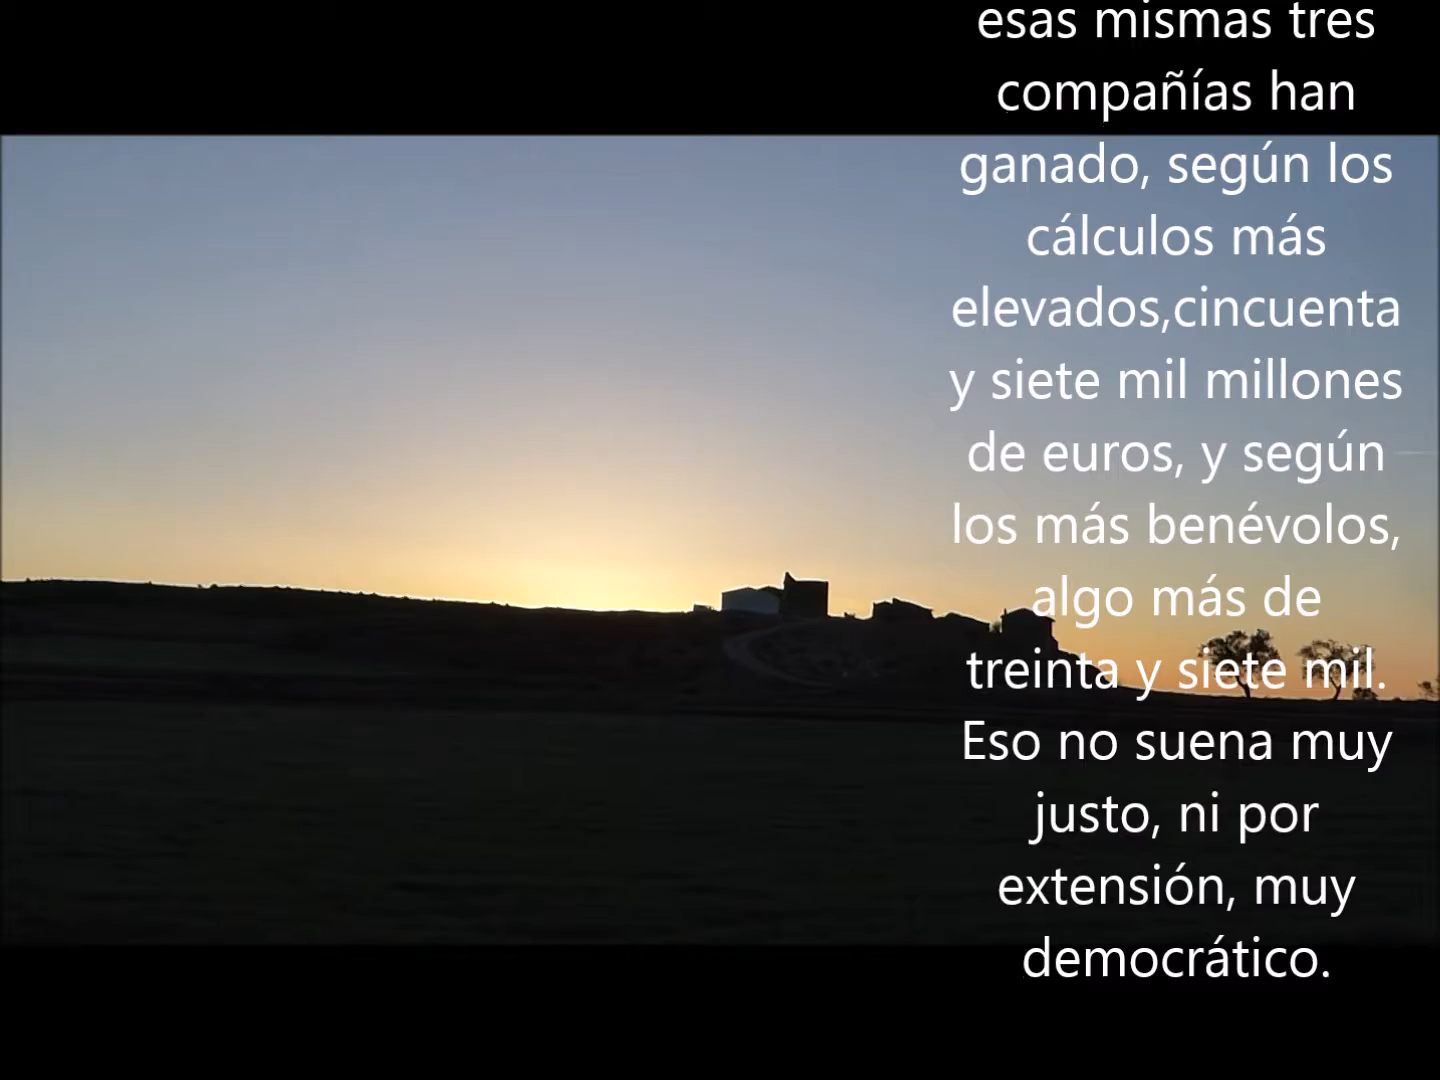 esas mismas tres
compañías han
ganado, según los
cálculos más
elevados,cincuenta
y siete mil millones
de euros, y según
los más benévolos,
algo más de
treinta y siete mil.
Eso no suena muy
justo, ni por
extensión, muy
democrático.